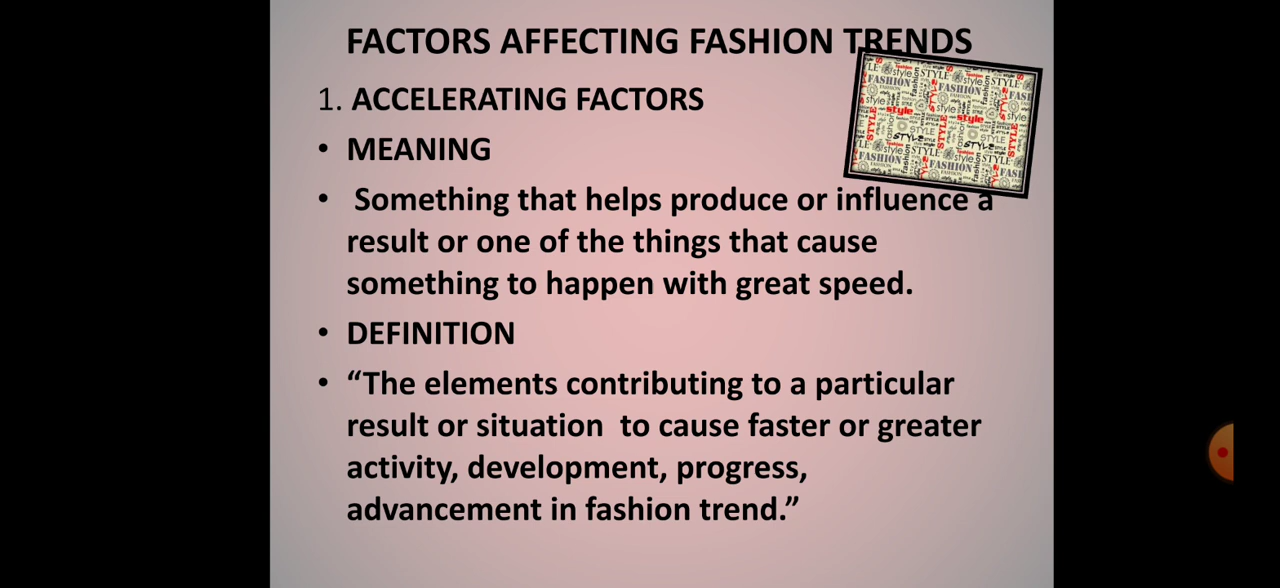 FACTORS AFFECTING FASHION TRENDS
1. ACCELERATING FACTORS
• MEANING
• Something that helps produce or influence a
result or one of the things that cause
something to happen with great speed.
• DEFINITION
• “The elements contributing to a particular
result or situation to cause faster or greater
activity, development, progress,
advancement in fashion trend.”